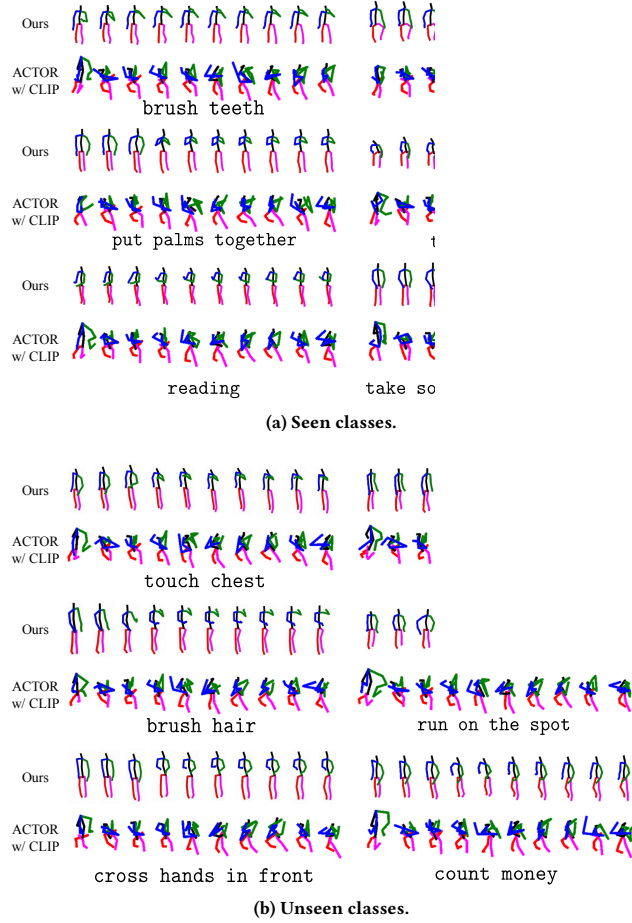 Ours
ACTOR
w/ CLIP
brush teeth
Ours
ACTOR
w/ CLIP
put palms together
t
Ours
ACTOR
w/ CLIP
reading
take so
(a) Seen classes.
Ours
ACTOR
w/ CLIP
touch chest
Ours
ACTOR
w/ CLIP
brush hair
run on the spot
Ours
ACTOR
w/ CLIP
cross hands in front
count money
(b) Unseen classes.